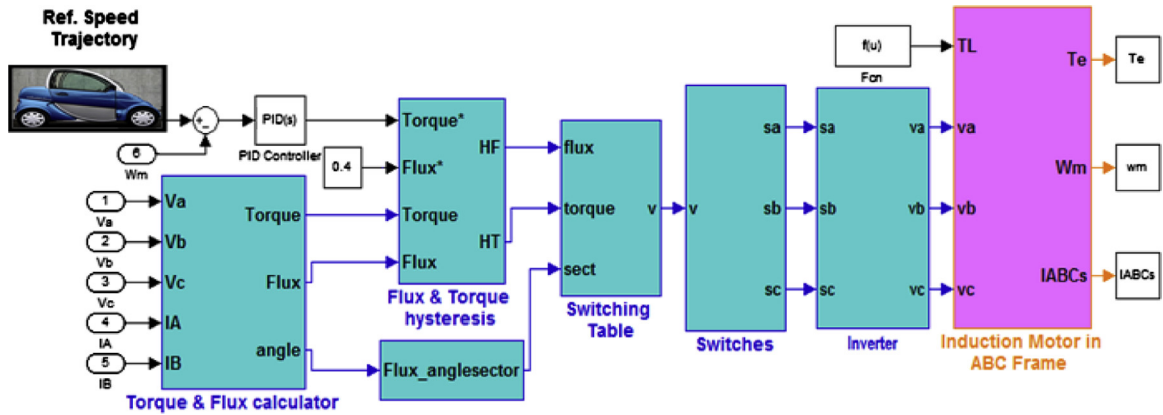 Ref. Speed
Trajectory
PID(s)
PID Controller
6
Wm
0.4
1
Va
2
Vb
3
Vc
4
IA
5
IB
Va
Vb
Vc
IA
IB
Torque
Flux
angle
Torque & Flux calculator
Torque*
Flux*
Torque
Flux
HF
HT
Flux & Torque
hysteresis
Flux_anglesector
flux
torque
sect
v
Switching
Table
v
sa
sb
sc
Switches
sa
sb
sc
va
vb
vc
Inverter
f(u)
Fcn
TL
va
vb
vc
Te
Wm
IABCs
Induction Motor in
ABC Frame
Te
wm
IABCs